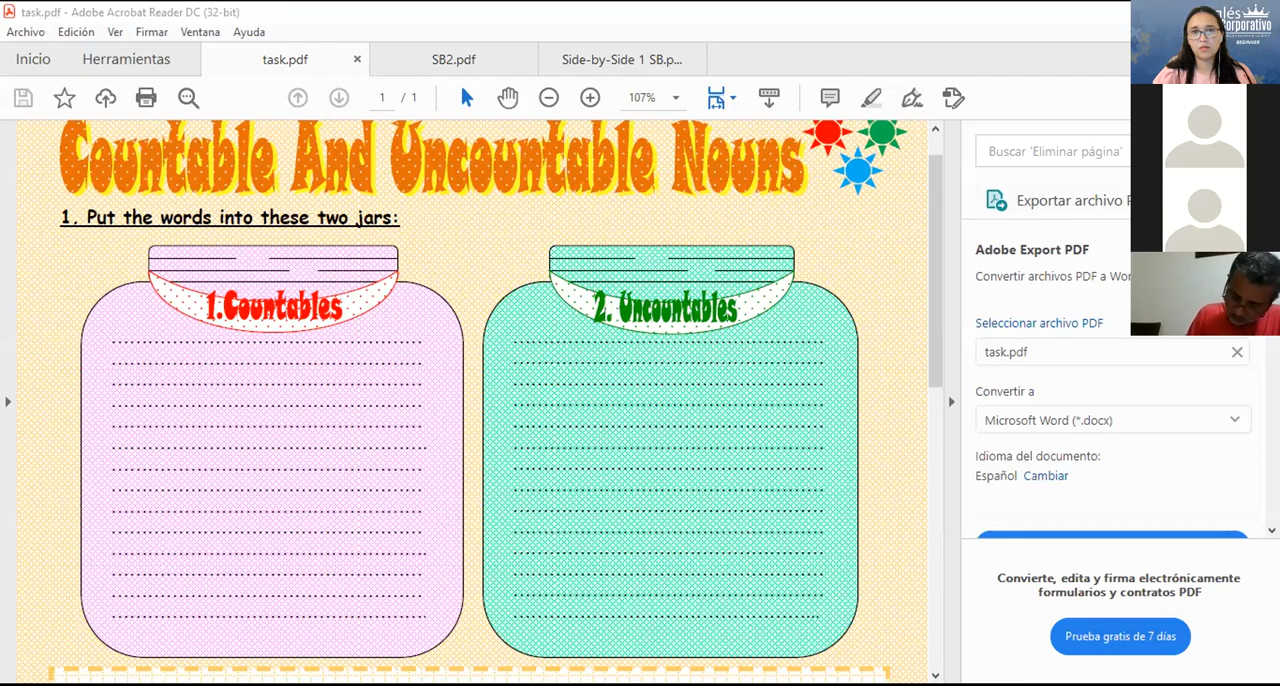 task.pdf - Adobe Acrobat Reader DC (32-bit)
Archivo Edición Ver Firmar Ventana Ayuda
Inicio Herramientas task.pdf × SB2.pdf Side-by-Side 1 SB.p...
1 / 1 107%
Countable And Uncountable Nouns
1. Put the words into these two jars:
1.Countables
2. Uncountables
Buscar 'Eliminar página'
Exportar archivo
Adobe Export PDF
Convertir archivos PDF a
Seleccionar archivo PDF
task.pdf
Convertir a
Microsoft Word (*.docx)
Idioma del documento:
Español Cambiar
Convierte, edita y firma electrónicamente
formularios y contratos PDF
Prueba gratis de 7 días
BEGINNER